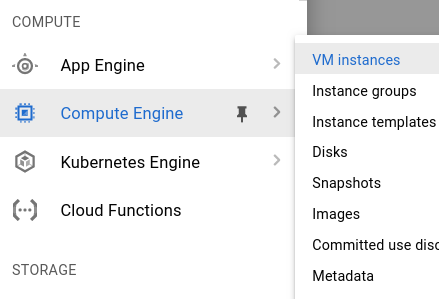 COMPUTE
App Engine
Compute Engine
Kubernetes Engine
Cloud Functions
STORAGE
VM instances
Instance groups
Instance templates
Disks
Snapshots
Images
Committed use disc
Metadata